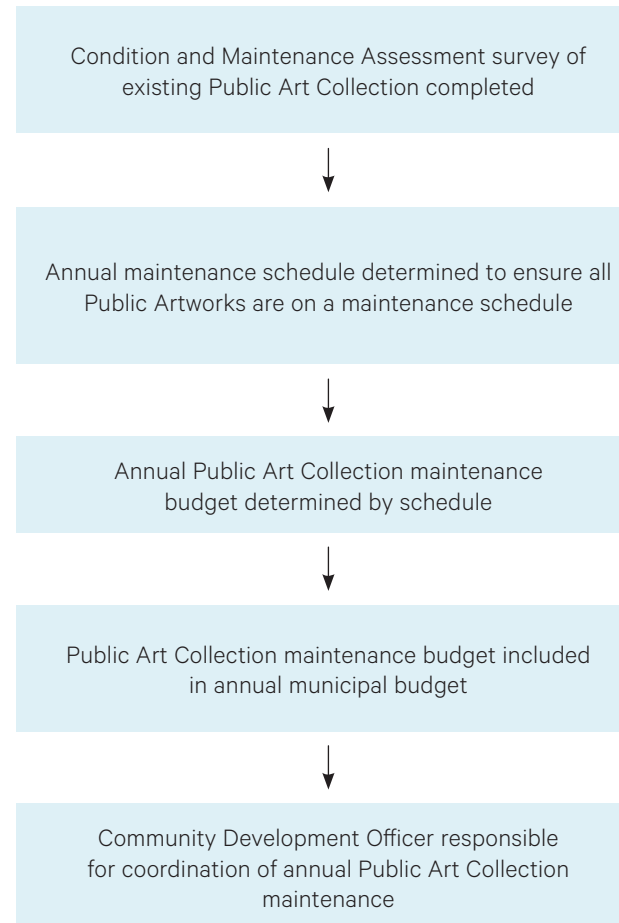 Condition and Maintenance Assessment survey of
existing Public Art Collection completed
Annual maintenance schedule determined to ensure all
Public Artworks are on a maintenance schedule
Annual Public Art Collection maintenance
budget determined by schedule
Public Art Collection maintenance budget included
in annual municipal budget
Community Development Officer responsible
for coordination of annual Public Art Collection
maintenance